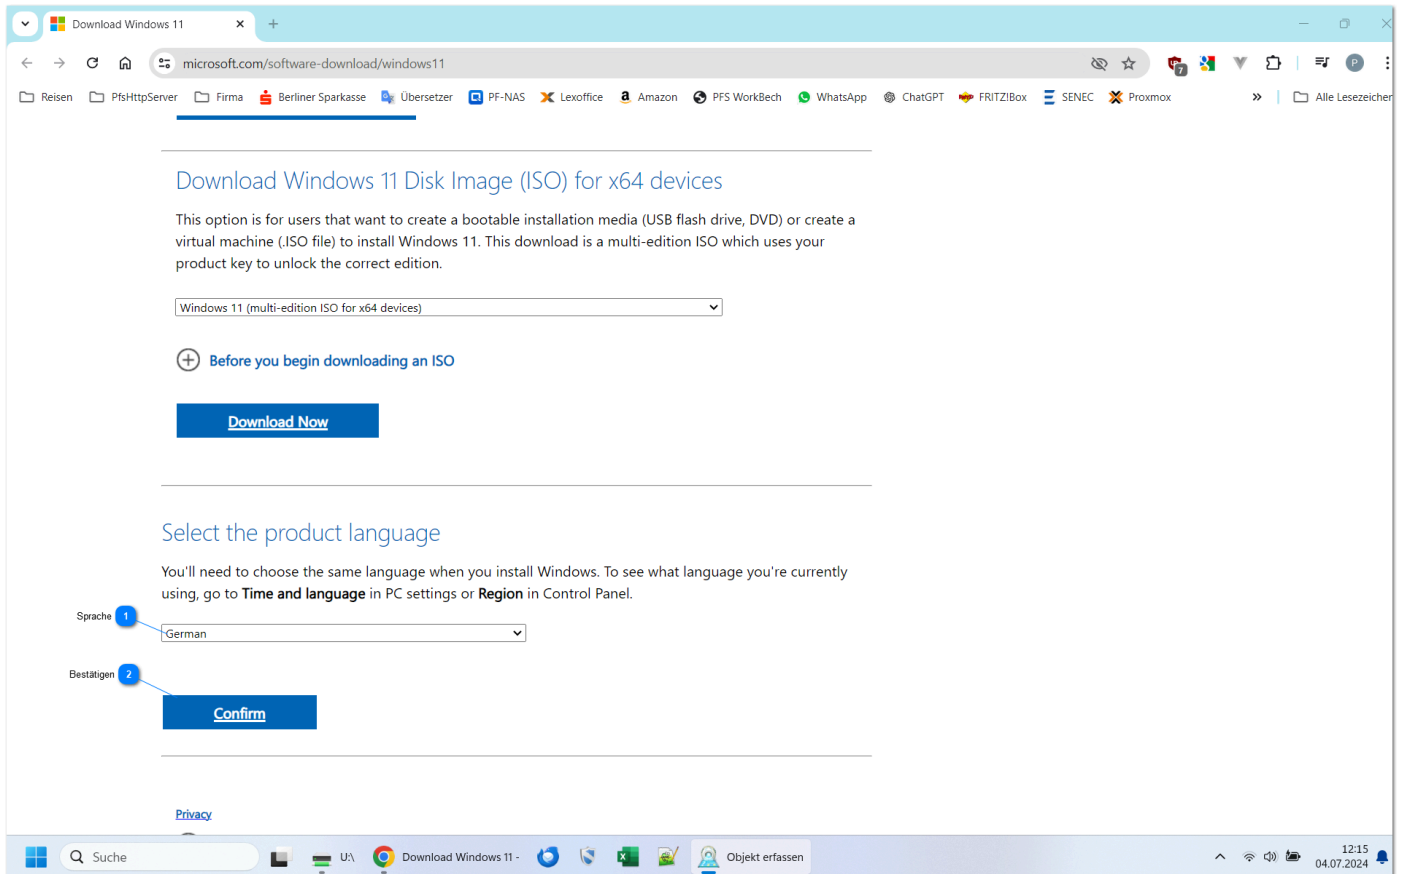 Download Windows 11
microsoft.com/software-download/windows11
7
P
Reisen PfsHttpServer Firma Berliner Sparkasse Übersetzer PF-NAS Lexoffice Amazon PFS WorkBech WhatsApp ChatGPT FRITZ!Box SENEC Proxmox » Alle Lesezeichen
Download Windows 11 Disk Image (ISO) for x64 devices
This option is for users that want to create a bootable installation media (USB flash drive, DVD) or create a
virtual machine (.ISO file) to install Windows 11. This download is a multi-edition ISO which uses your
product key to unlock the correct edition.
Windows 11 (multi-edition ISO for x64 devices)
Before you begin downloading an ISO
Download Now
Select the product language
You'll need to choose the same language when you install Windows. To see what language you're currently
using, go to Time and language in PC settings or Region in Control Panel.
Sprache 1
German
Bestätigen 2
Confirm
Privacy
Suche U:\ Download Windows 11 - Objekt erfassen 12:15
04.07.2024